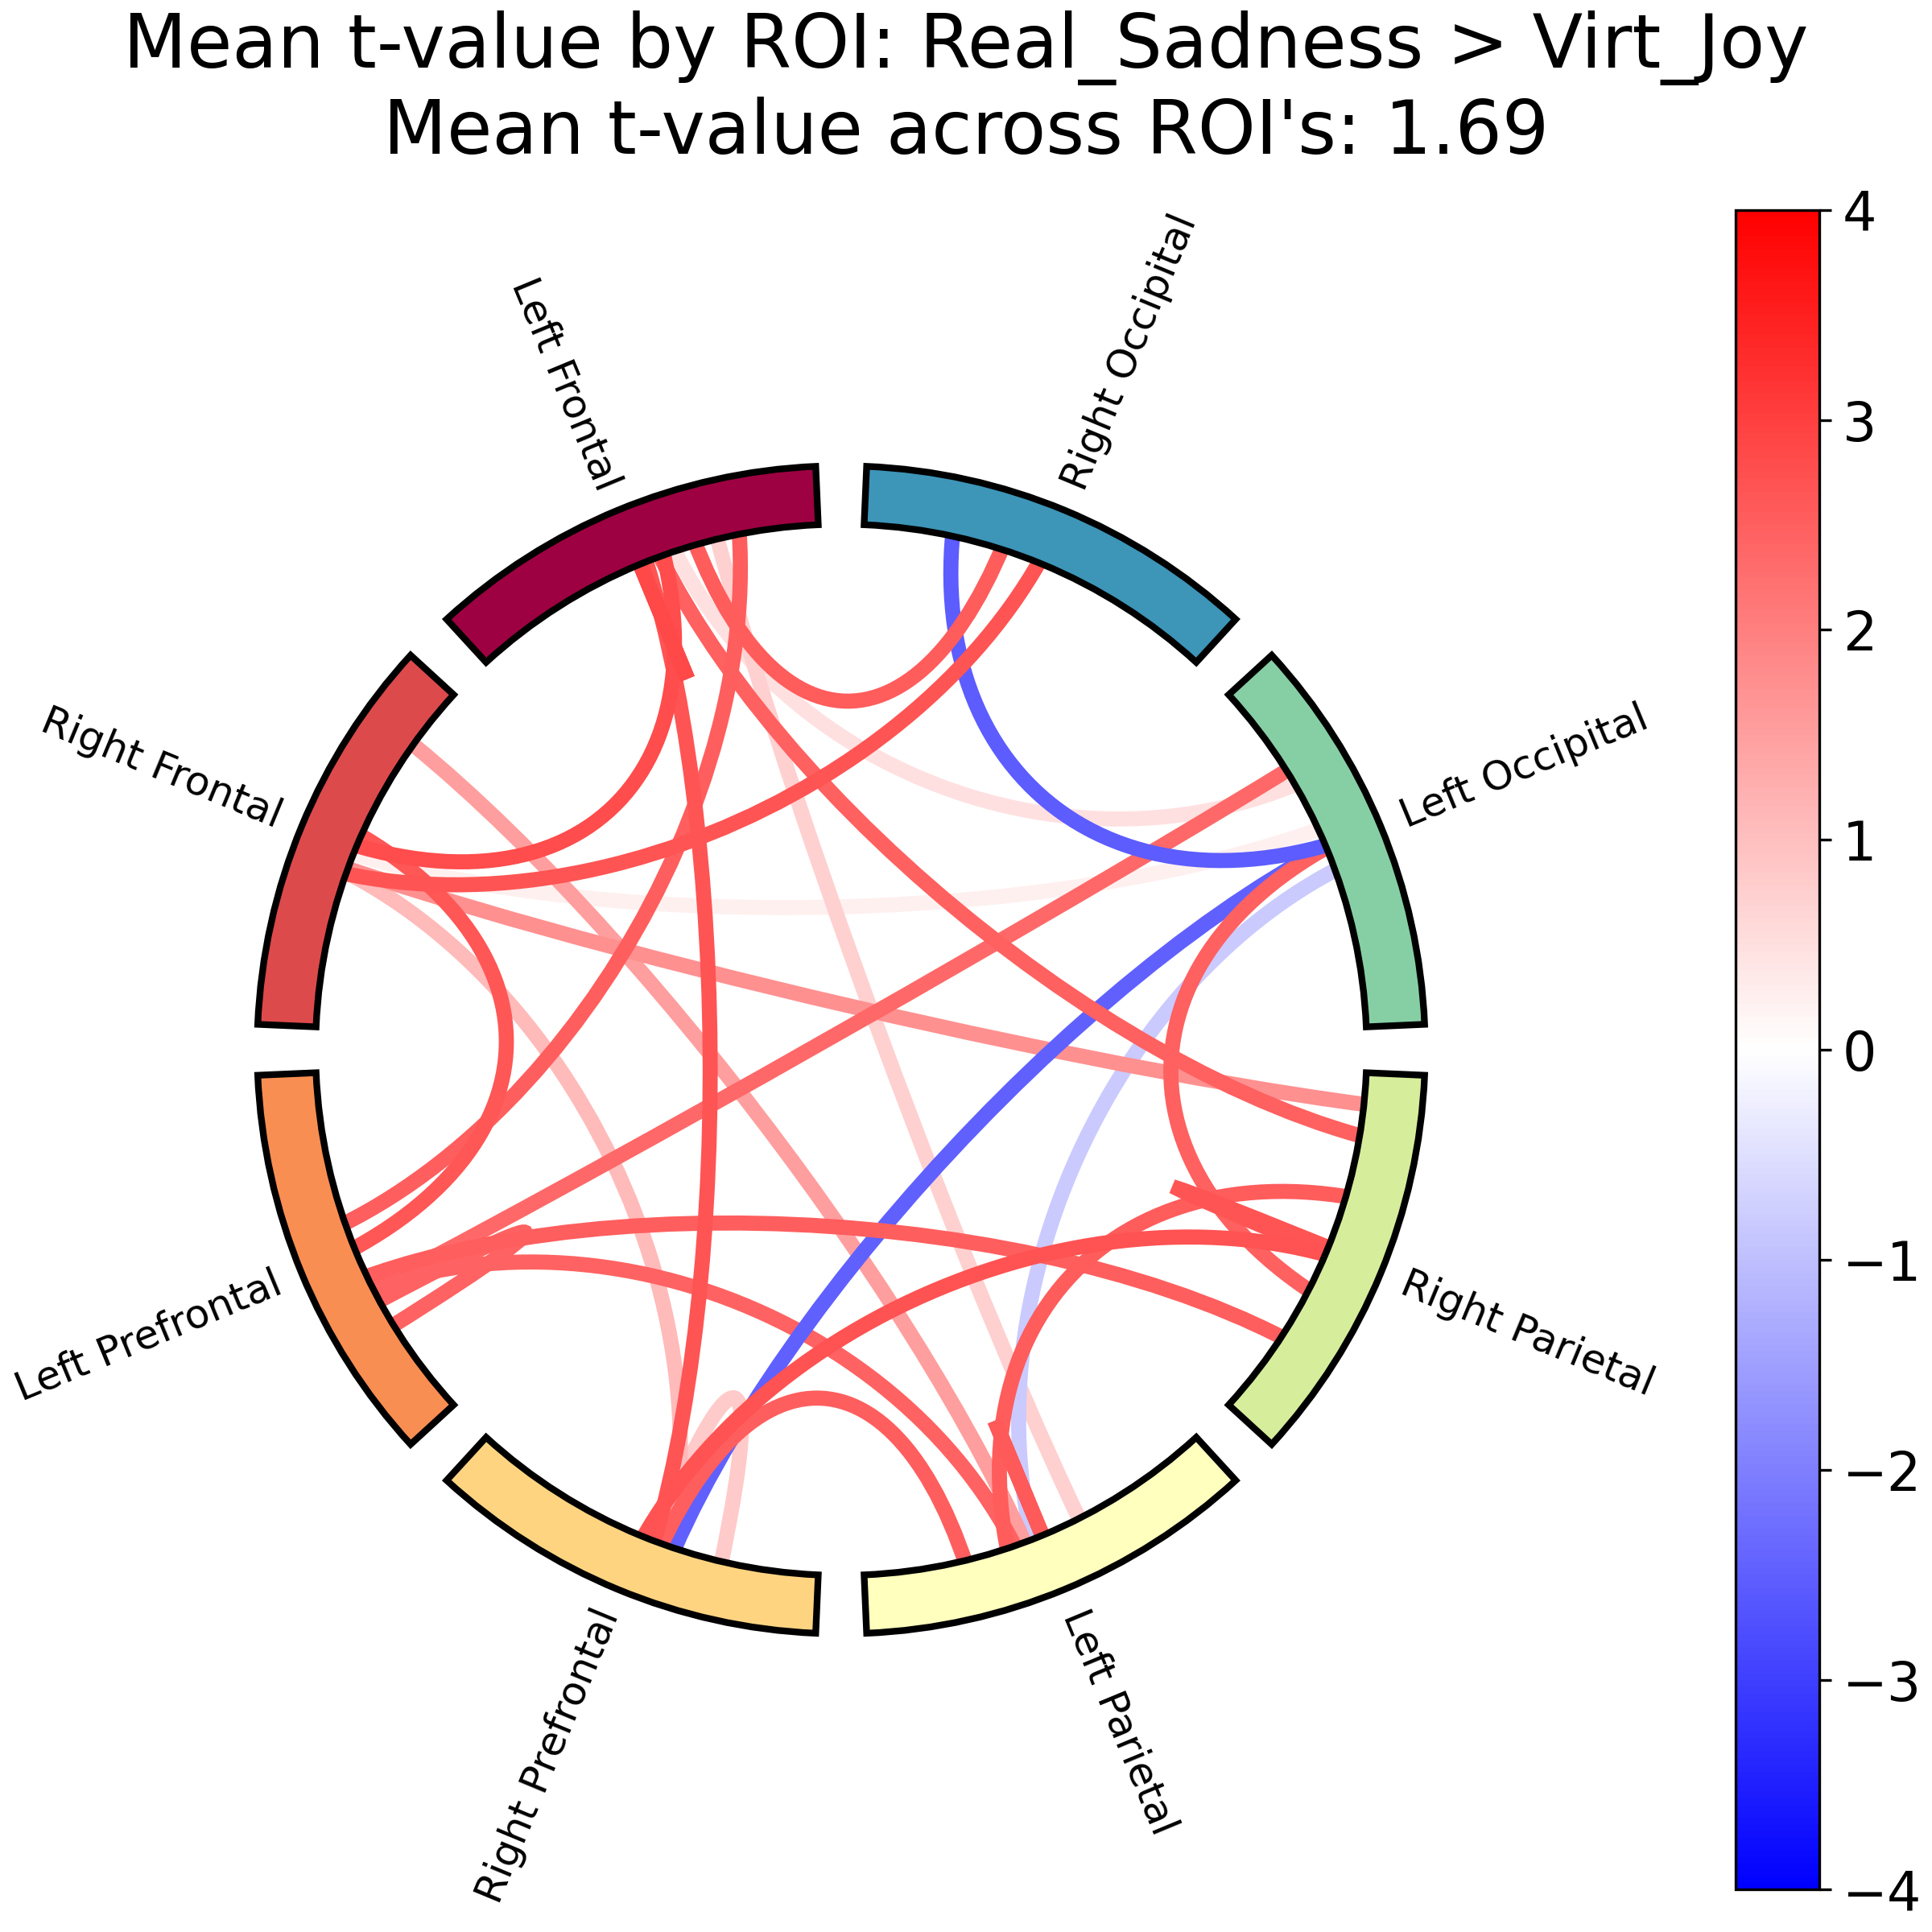 Mean t-value by ROI: Real_Sadness > Virt_Joy
Mean t-value across ROI's: 1.69
Left Frontal
Right Occipital
Right Frontal
Left Occipital
Left Prefrontal
Right Parietal
Right Prefrontal
Left Parietal
4
3
2
1
0
−1
−2
−3
−4